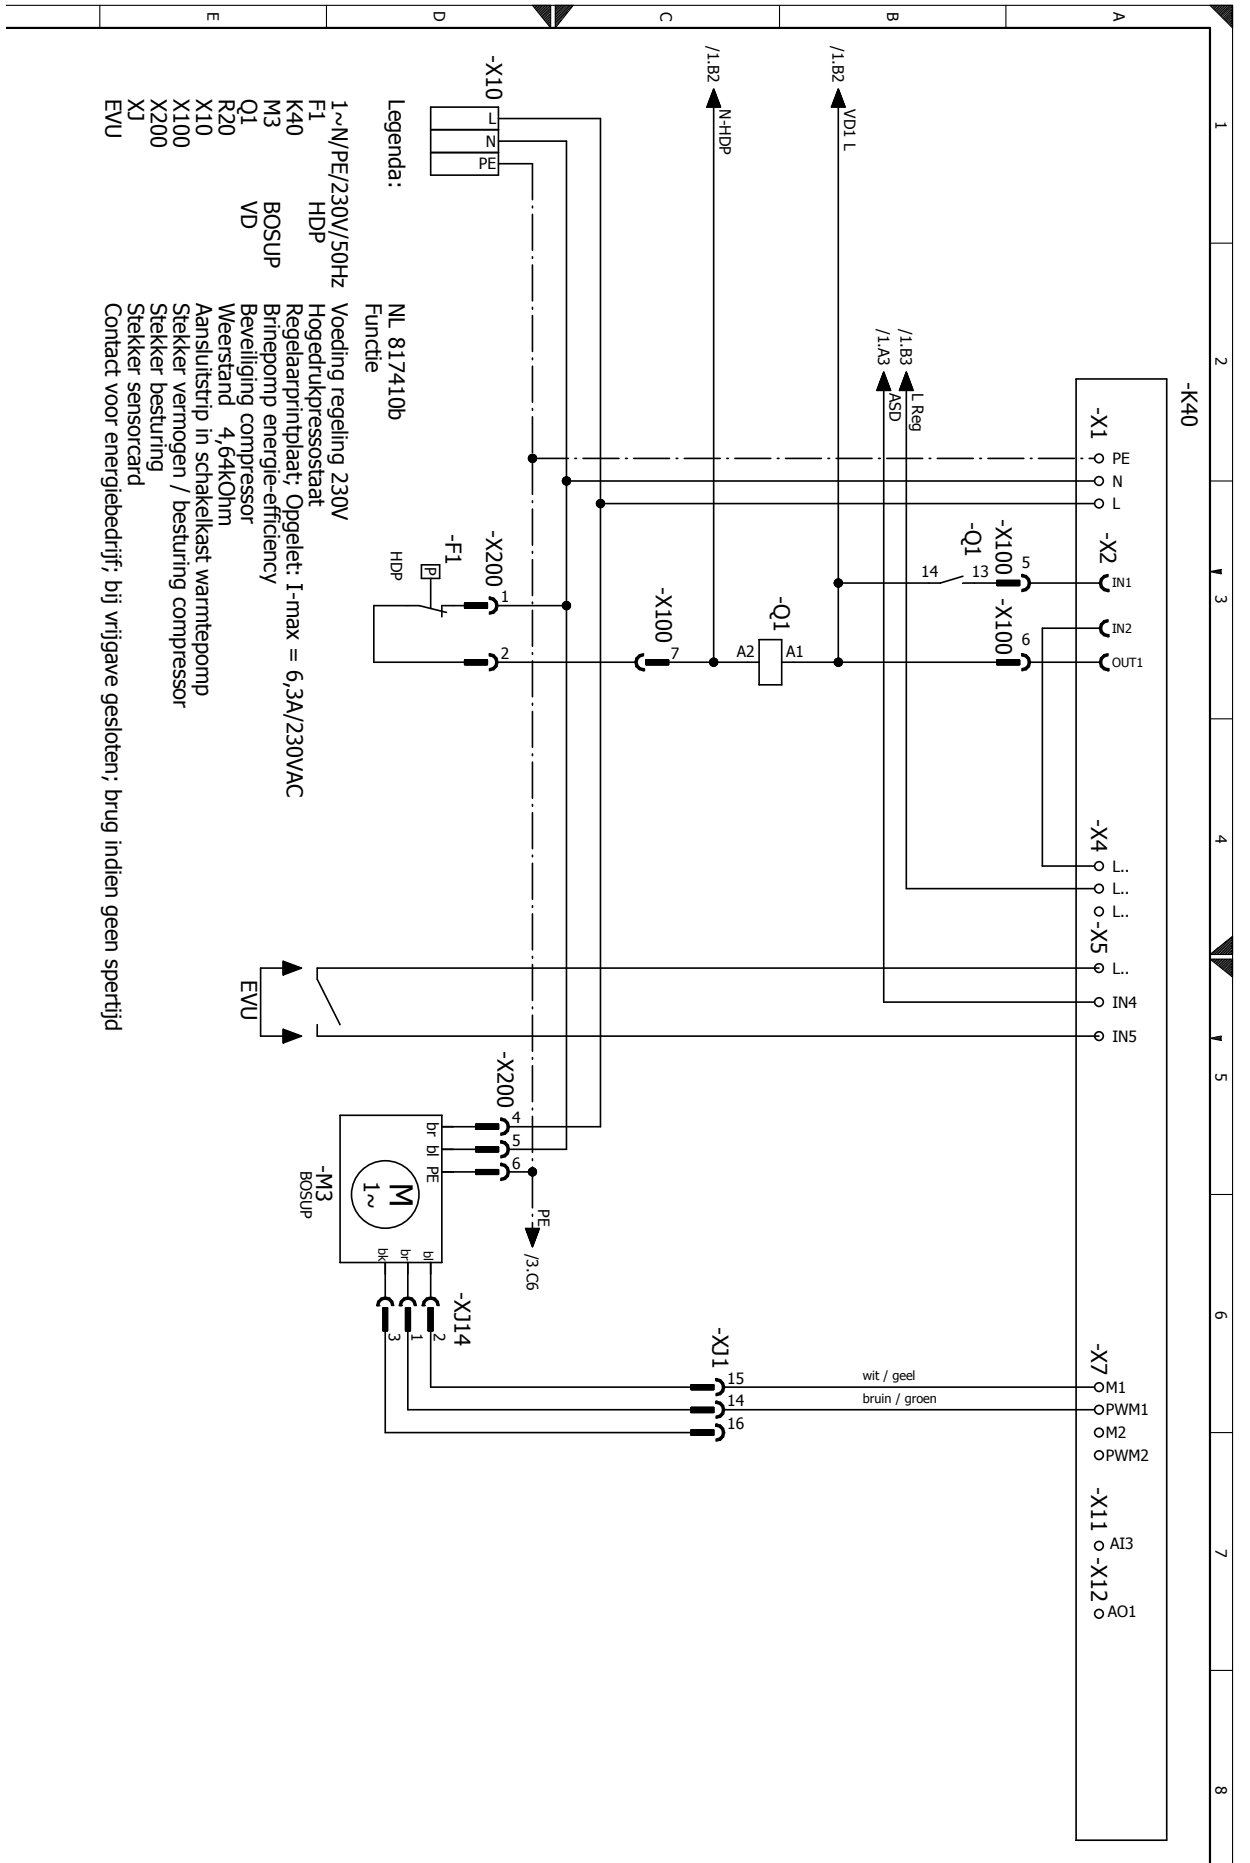 1 2 3 4 5 6 7 8
A
B
C
D
E
-K40
-X1
PE
N
L
-X2
IN1
IN2
OUT1
-X4
L..
L..
L..
-X5
L..
IN4
IN5
-X7
M1
PWM1
M2
PWM2
-X11
AI3
-X12
AO1
/1.B2
VD1 L
/1.B2
N-HDP
/1.B3
L Reg
/1.A3
ASD
-X100
5
-Q1
13
14
-X100
6
-Q1
A1
A2
-X100
7
-X10
L
N
PE
-X200
1
2
-F1
P
HDP
EVU
-X200
4
5
6
br
bl
PE
M
1~
-M3
BOSUP
bl
br
bk
-XJ14
2
1
3
PE
/3.C6
-XJ1
15
14
16
wit / geel
bruin / groen
Legenda:
NL 817410b
Functie
1~N/PE/230V/50Hz Voeding regeling 230V
F1 HDP Hogedrukpressostaat
K40 Regelaarprintplaat; Opgelet: I-max = 6,3A/230VAC
M3 BOSUP Brinepomp energie-efficiency
Q1 VD Beveiliging compressor
R20 Weerstand 4,64kOhm
X10 Aansluitstrip in schakelkast warmtepomp
X100 Stekker vermogen / besturing compressor
X200 Stekker besturing
XJ Stekker sensorcard
EVU Contact voor energiebedrijf; bij vrijgave gesloten; brug indien geen spertijd